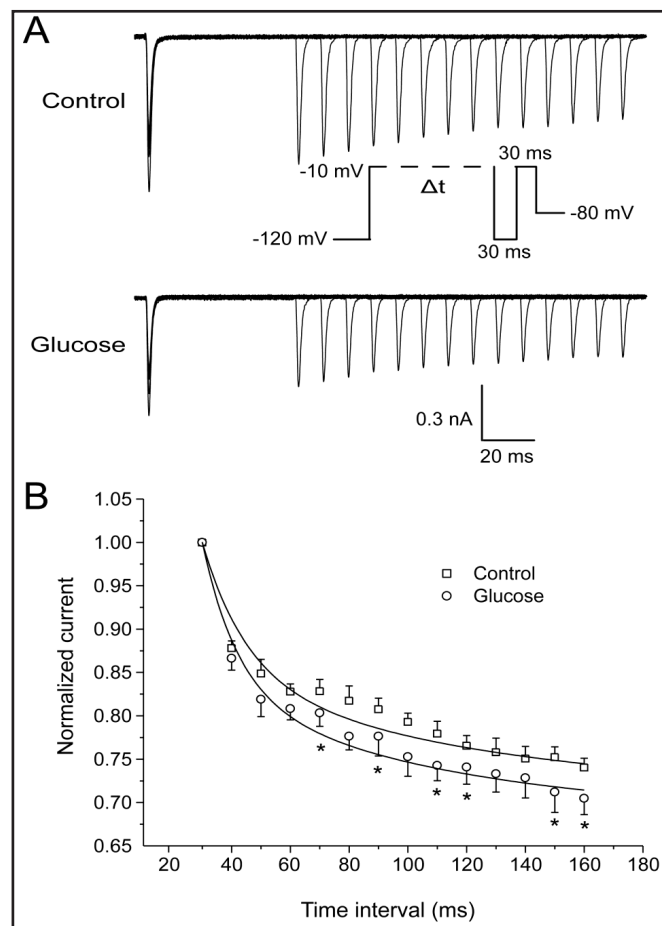 A
Control
-10 mV
30 ms
Δt
-120 mV
30 ms
-80 mV
Glucose
0.3 nA
20 ms
B
1.05
1.00
0.95
0.90
0.85
0.80
0.75
0.70
0.65
Normalized current
Control
Glucose
* * * * * *
20 40 60 80 100 120 140 160 180
Time interval (ms)